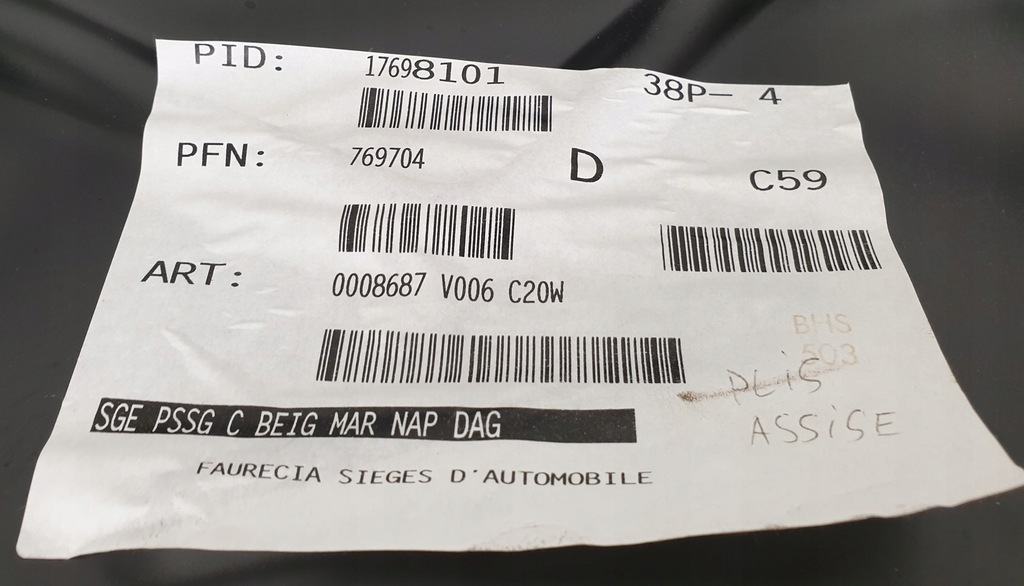 PID: 17698101 38P- 4
PFN: 769704 D C59
ART: 0008687 V006 C20W
BHS
503
PLIS
ASSISE
SGE PSSG C BEIG MAR NAP DAG
FAURECIA SIEGES D'AUTOMOBILE